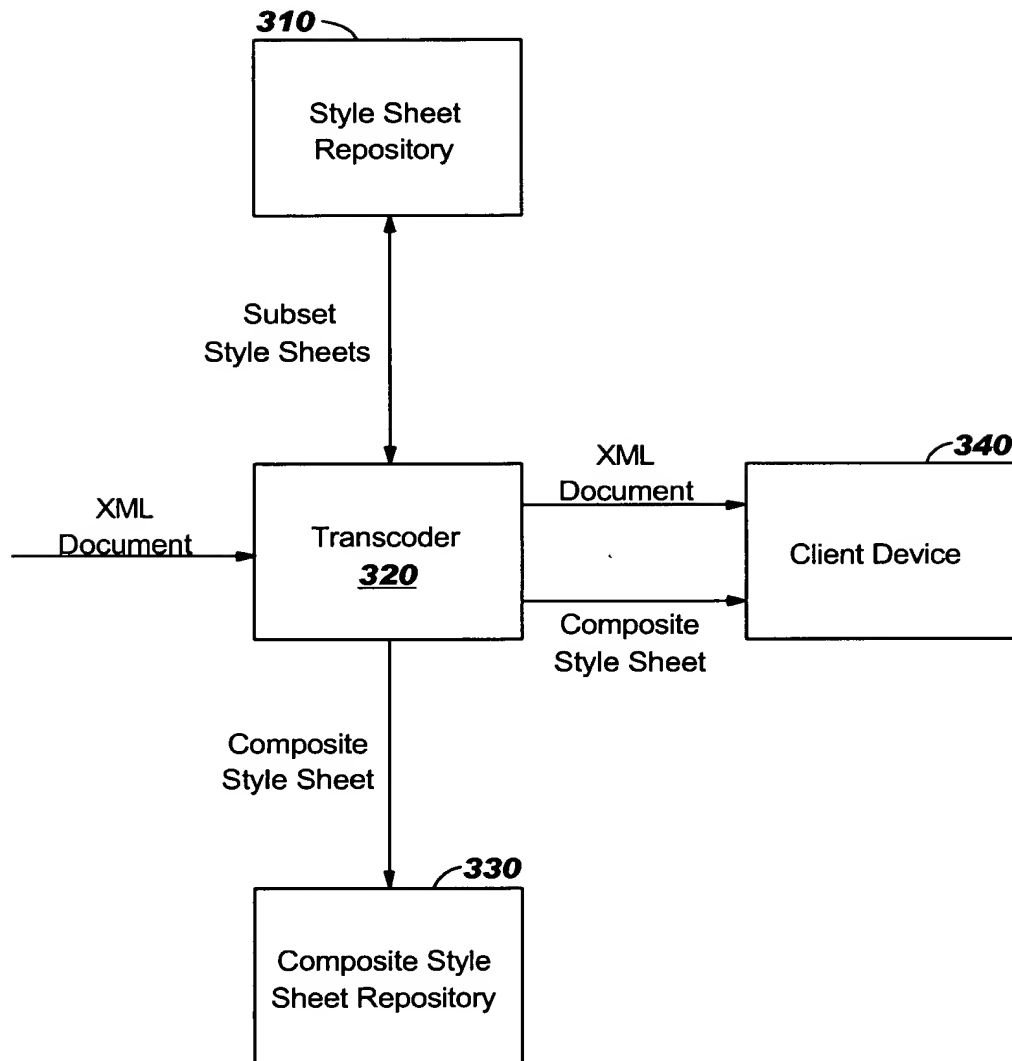 310
Style Sheet
Repository
Subset
Style Sheets
XML
Document
Transcoder
320
XML
Document
Composite
Style Sheet
340
Client Device
Composite
Style Sheet
330
Composite Style
Sheet Repository